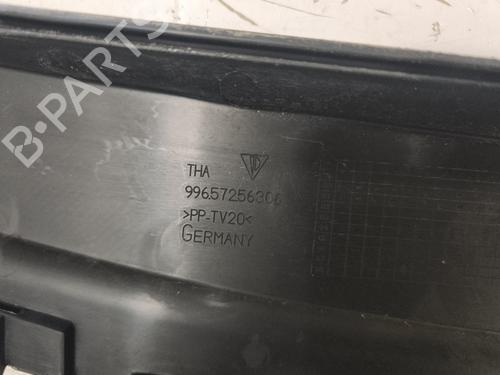 B-PARTS
THA
99657256306
>PP-TV20<
GERMANY